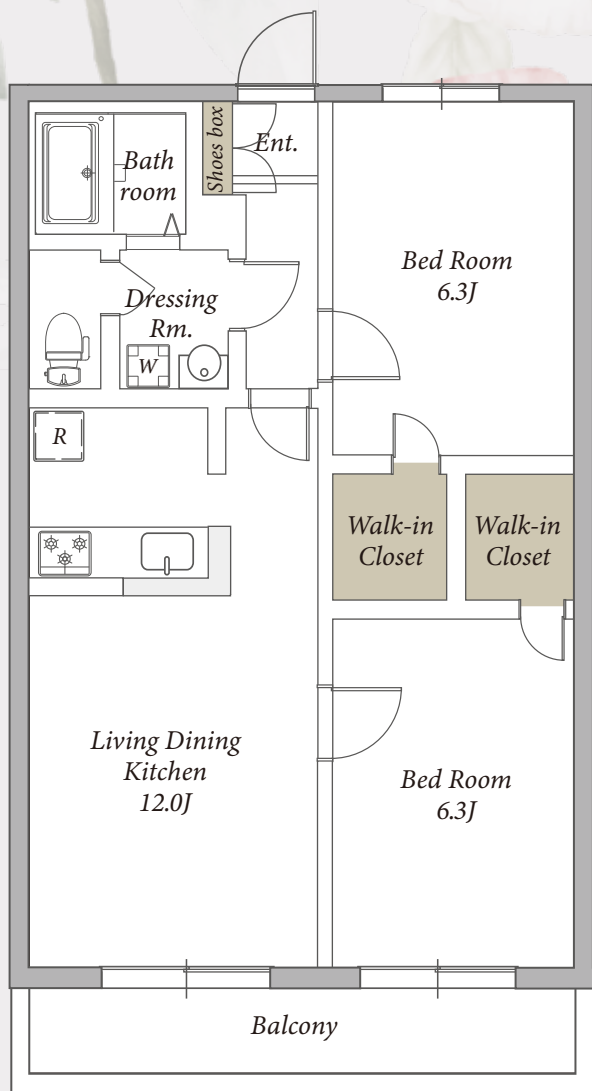 Shoes box
Ent.
Bath
room
Bed Room
6.3J
Dressing
Rm.
W
R
Walk-in
Closet
Walk-in
Closet
Living Dining
Kitchen
12.0J
Bed Room
6.3J
Balcony